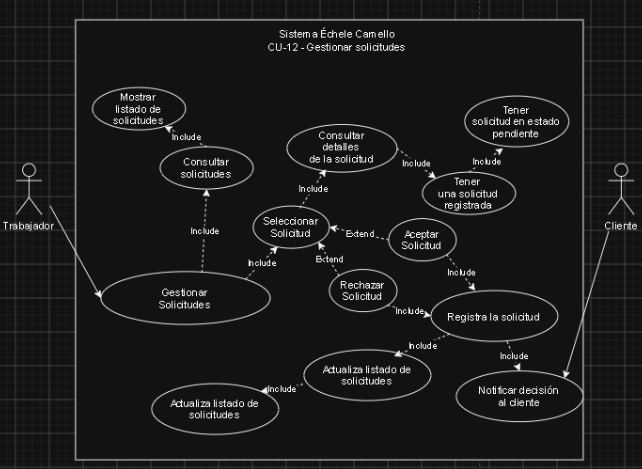 Sistema Échele Camello
CU-12 - Gestionar solicitudes
Mostrar
listado de
solicitudes
Include
Consultar
solicitudes
Consultar
detalles
de la solicitud
Include
Tener
solicitud en estado
pendiente
Include
Tener
una solicitud
registrada
Include
Trabajador
Cliente
Include
Seleccionar
Solicitud
Extend
Aceptar
Solicitud
Include
Extend
Include
Gestionar
Solicitudes
Rechazar
Solicitud
Include
Registra la solicitud
Include
Include
Actualiza listado de
solicitudes
Include
Actualiza listado de
solicitudes
Notificar decisión
al cliente